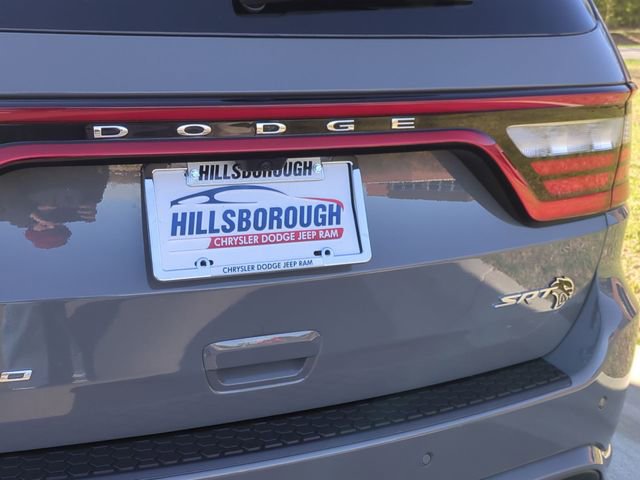 DODGE
HILLSBOROUGH
HILLSBOROUGH
CHRYSLER DODGE JEEP RAM
CHRYSLER DODGE JEEP RAM
SRT